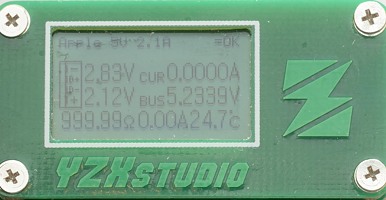 Apple 5V 2.1A =OK
D- 2.83V CUR 0.0000A
D+ 2.12V BUS 5.2339V
999.99Ω 0.00A 24.7c
YZXSTUDIO